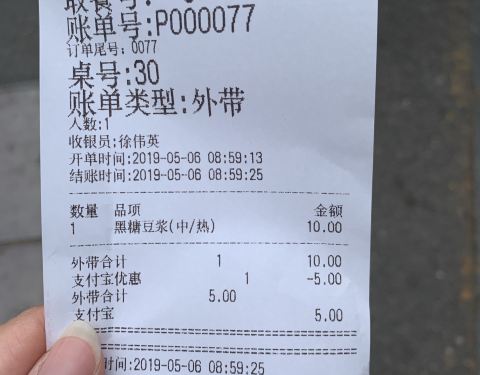 取餐号:
账单号:P000077
订单尾号: 0077
桌号:30
账单类型:外带
人数:1
收银员:徐伟英
开单时间:2019-05-06 08:59:13
结账时间:2019-05-06 08:59:25
数量 品项 金额
1 黑糖豆浆(中/热) 10.00
外带合计 1 10.00
支付宝优惠 1 -5.00
外带合计 5.00
支付宝 5.00
时间:2019-05-06 08:59:25